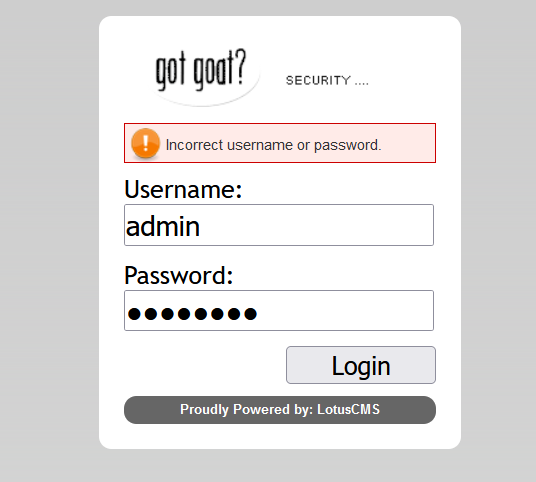 got goat?
SECURITY ....
Incorrect username or password.
Username:
admin
Password:
●●●●●●●●
Login
Proudly Powered by: LotusCMS